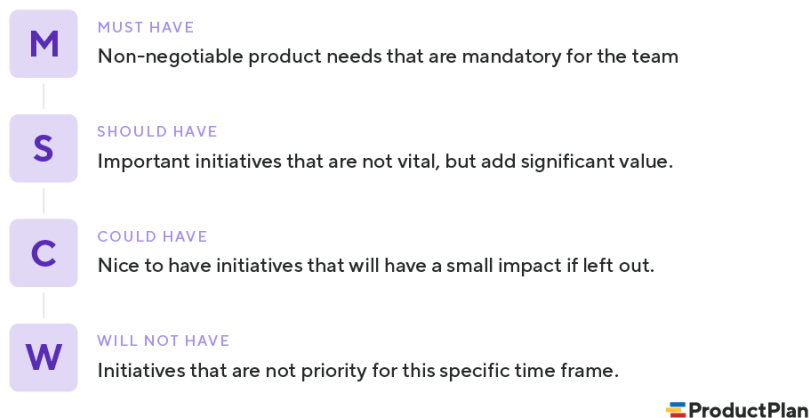 M
MUST HAVE
Non-negotiable product needs that are mandatory for the team
S
SHOULD HAVE
Important initiatives that are not vital, but add significant value.
C
COULD HAVE
Nice to have initiatives that will have a small impact if left out.
W
WILL NOT HAVE
Initiatives that are not priority for this specific time frame.
ProductPlan